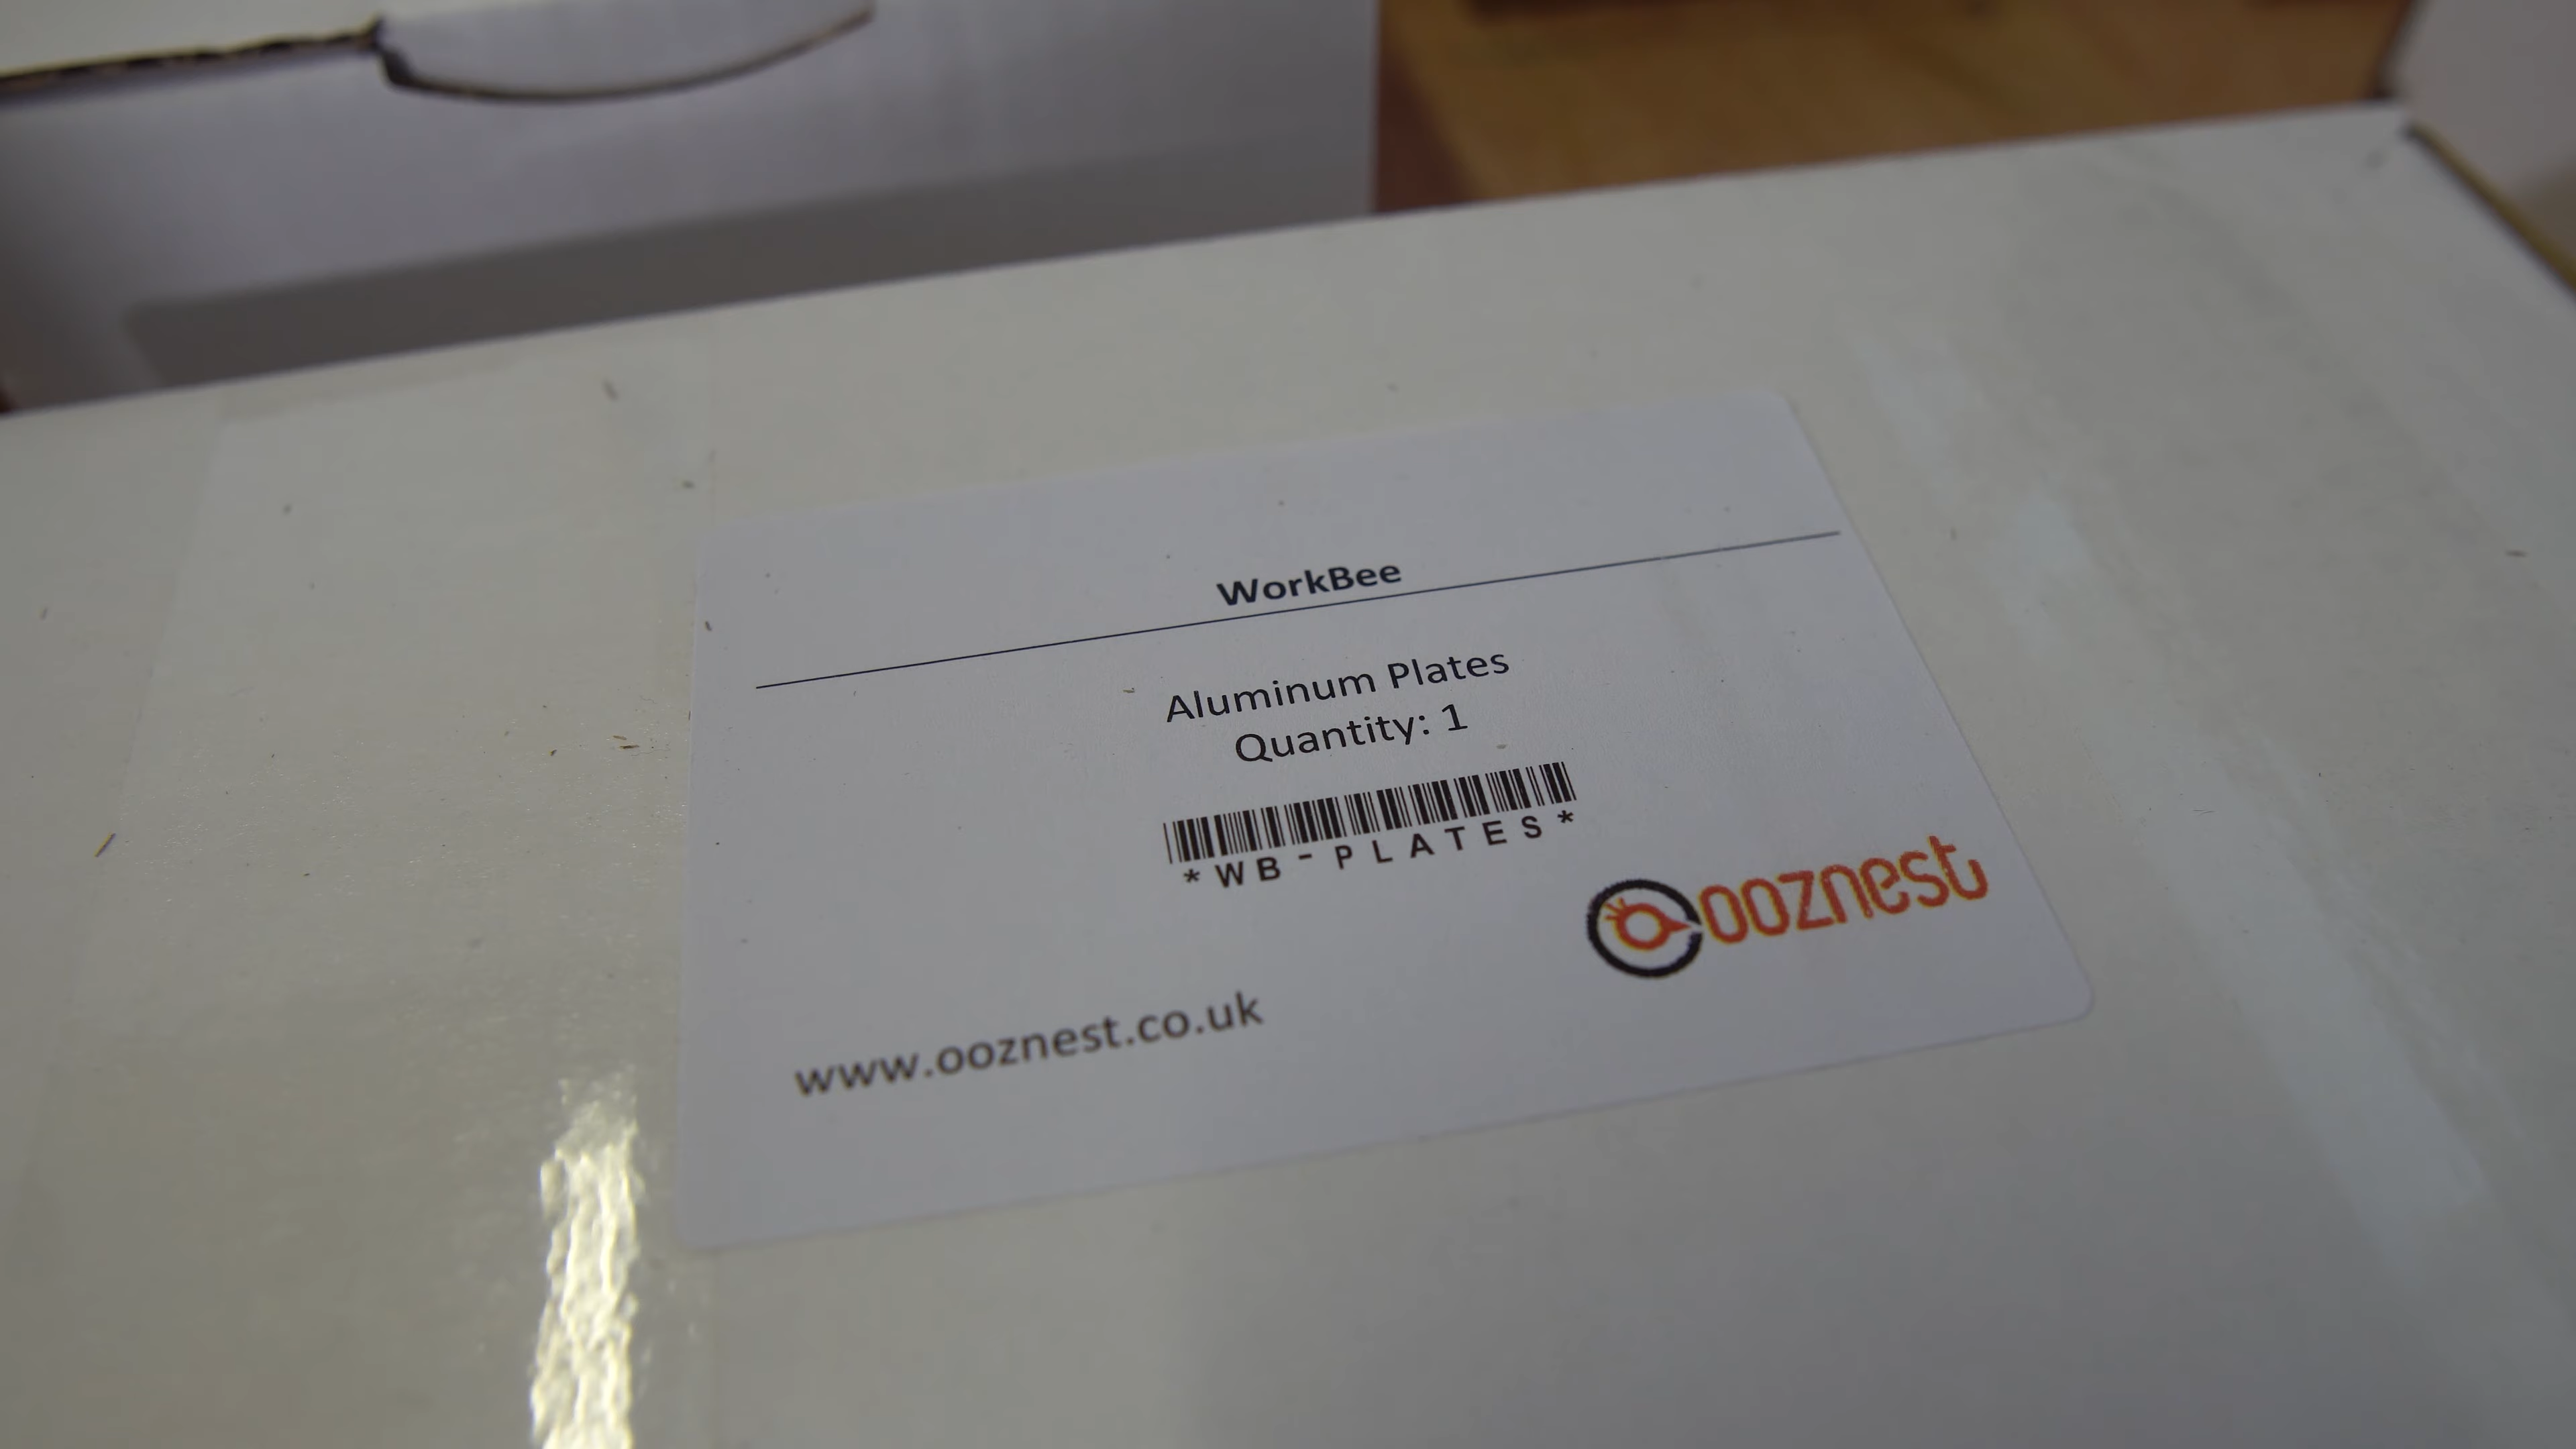 WorkBee
Aluminum Plates
Quantity: 1
*WB-PLATES*
ooznest
www.ooznest.co.uk